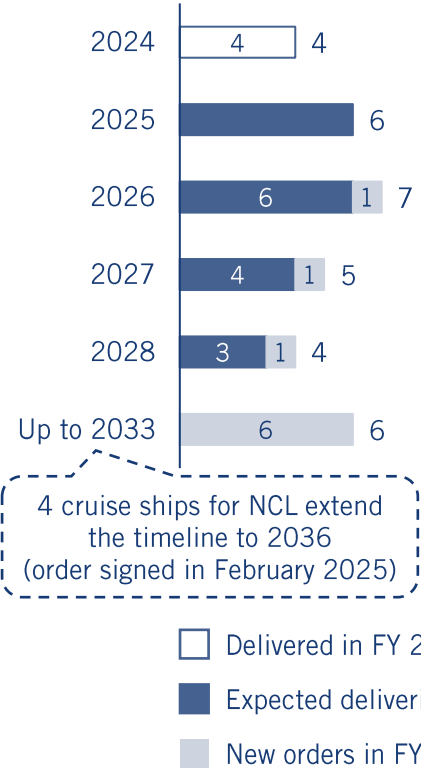 2024 4 4
2025 6
2026 6 1 7
2027 4 1 5
2028 3 1 4
Up to 2033 6 6
4 cruise ships for NCL extend
the timeline to 2036
(order signed in February 2025)
Delivered in FY
Expected
New orders in FY